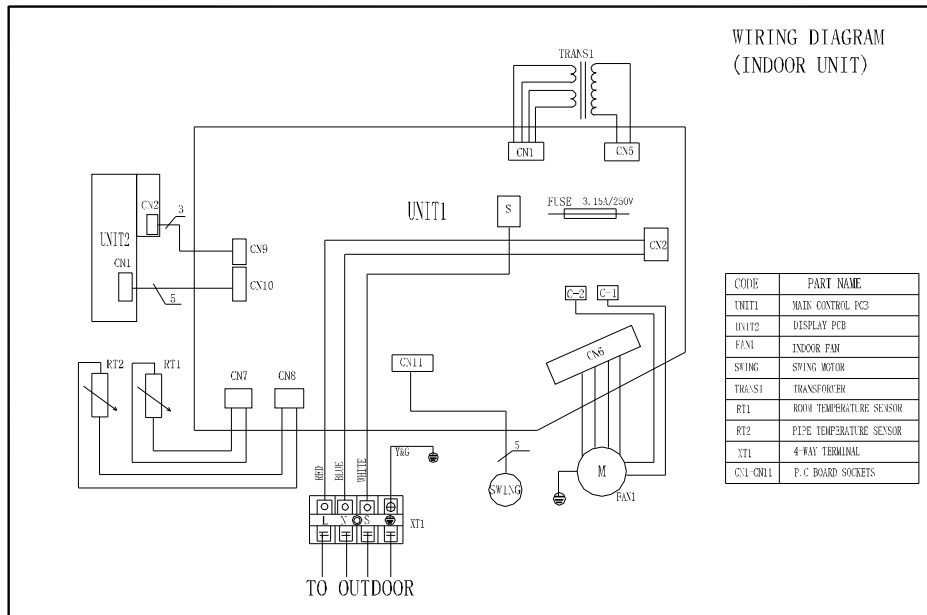 WIRING DIAGRAM
(INDOOR UNIT)
TRANS1
CN1
CN5
FUSE 3.15A/250V
S
UNIT1
CN2
UNIT2
CN2
3
CN9
CN1
5
CN10
C-2
C-1
CN6
RT2
RT1
CN7
CN8
CN11
5
SWING
M
FAN1
RED
BLUE
WHITE
Y&G
L N S
XT1
TO OUTDOOR
CODE PART NAME
UNIT1 MAIN CONTROL PCB
UNIT2 DISPLAY PCB
FAN1 INDOOR FAN
SWING SWING MOTOR
TRANS1
RT1 ROOM TEMPERATURE SENSOR
RT2 PIPE TEMPERATURE SENSOR
XT1 4-WAY TERMINAL
CN1-CN11 P.C BOARD SOCKETS